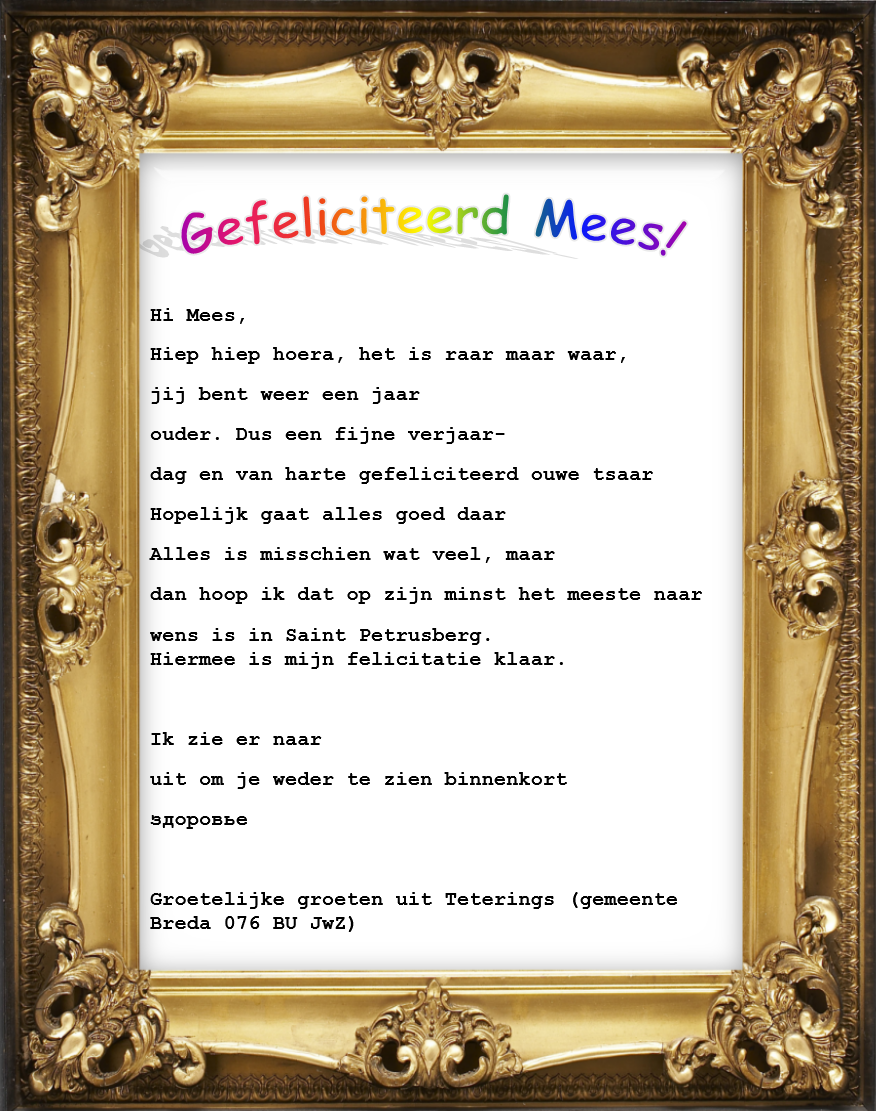 Gefeliciteerd Mees!
Hi Mees,
Hiep hiep hoera, het is raar maar waar,
jij bent weer een jaar
ouder. Dus een fijne verjaar-
dag en van harte gefeliciteerd ouwe tsaar
Hopelijk gaat alles goed daar
Alles is misschien wat veel, maar
dan hoop ik dat op zijn minst het meeste naar
wens is in Saint Petrusberg.
Hiermee is mijn felicitatie klaar.
Ik zie er naar
uit om je weder te zien binnenkort
здоровье
Groetelijke groeten uit Teterings (gemeente
Breda 076 BU JwZ)